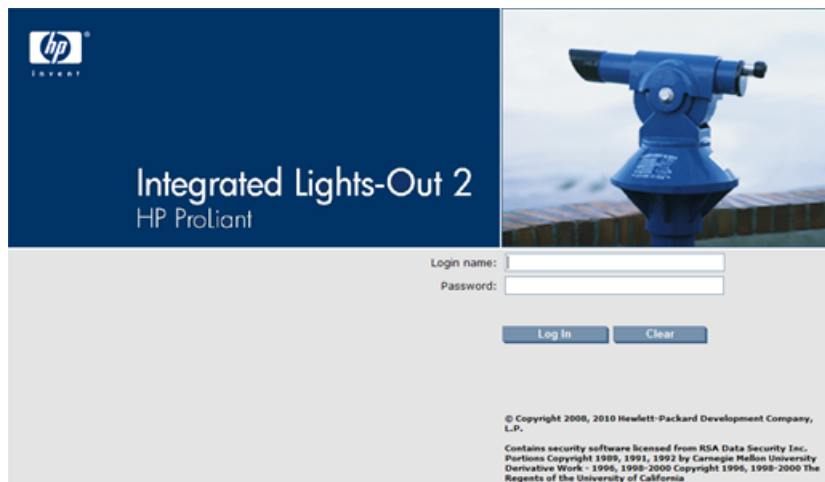 hp®
invent
Integrated Lights-Out 2
HP ProLiant
Login name:
Password:
Log In
Clear
© Copyright 2008, 2010 Hewlett-Packard Development Company,
L.P.
Contains security software licensed from RSA Data Security Inc.
Portions Copyright 1989, 1991, 1992 by Carnegie Mellon University
Derivative Work - 1996, 1998-2000 Copyright 1996, 1998-2000 The
Regents of the University of California